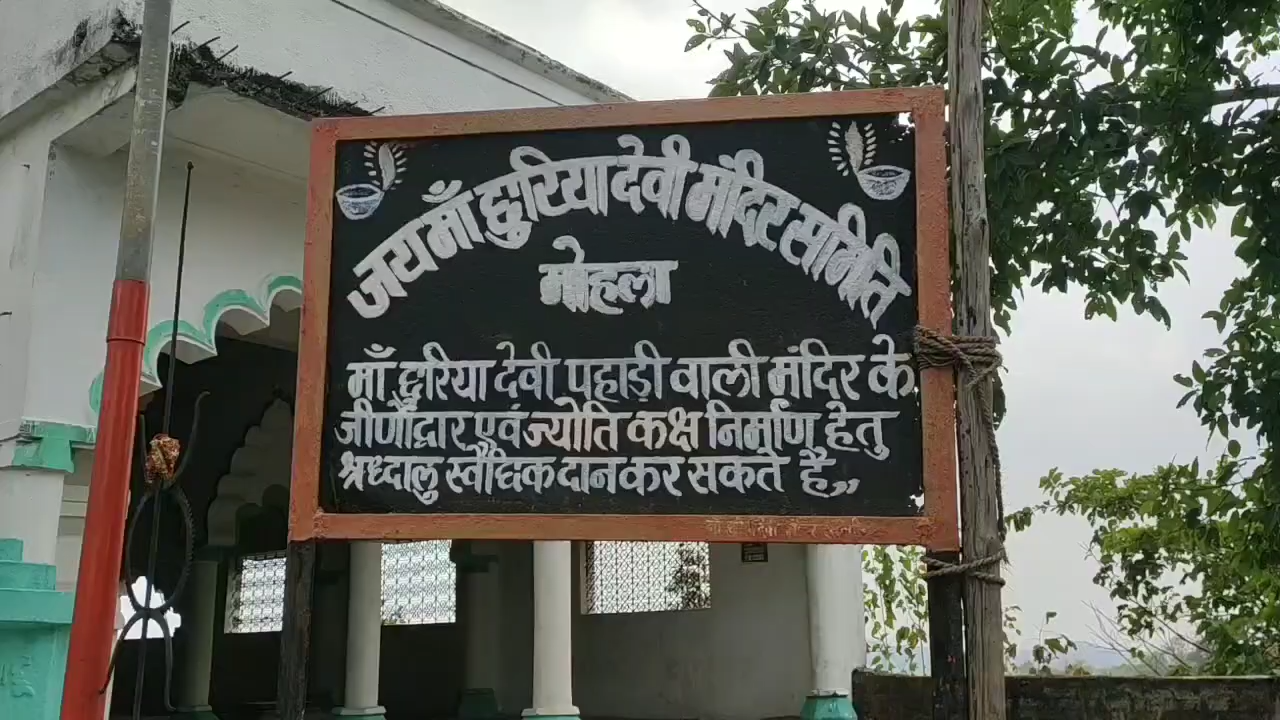 जय माँ छुरिया देवी मंदिर समिति
मोहला
माँ छुरिया देवी पहाड़ी वाली मंदिर के
जीर्णोद्वार एवं ज्योति कक्ष निर्माण हेतु
श्रध्दालु स्वैछिक दान कर सकते है,,